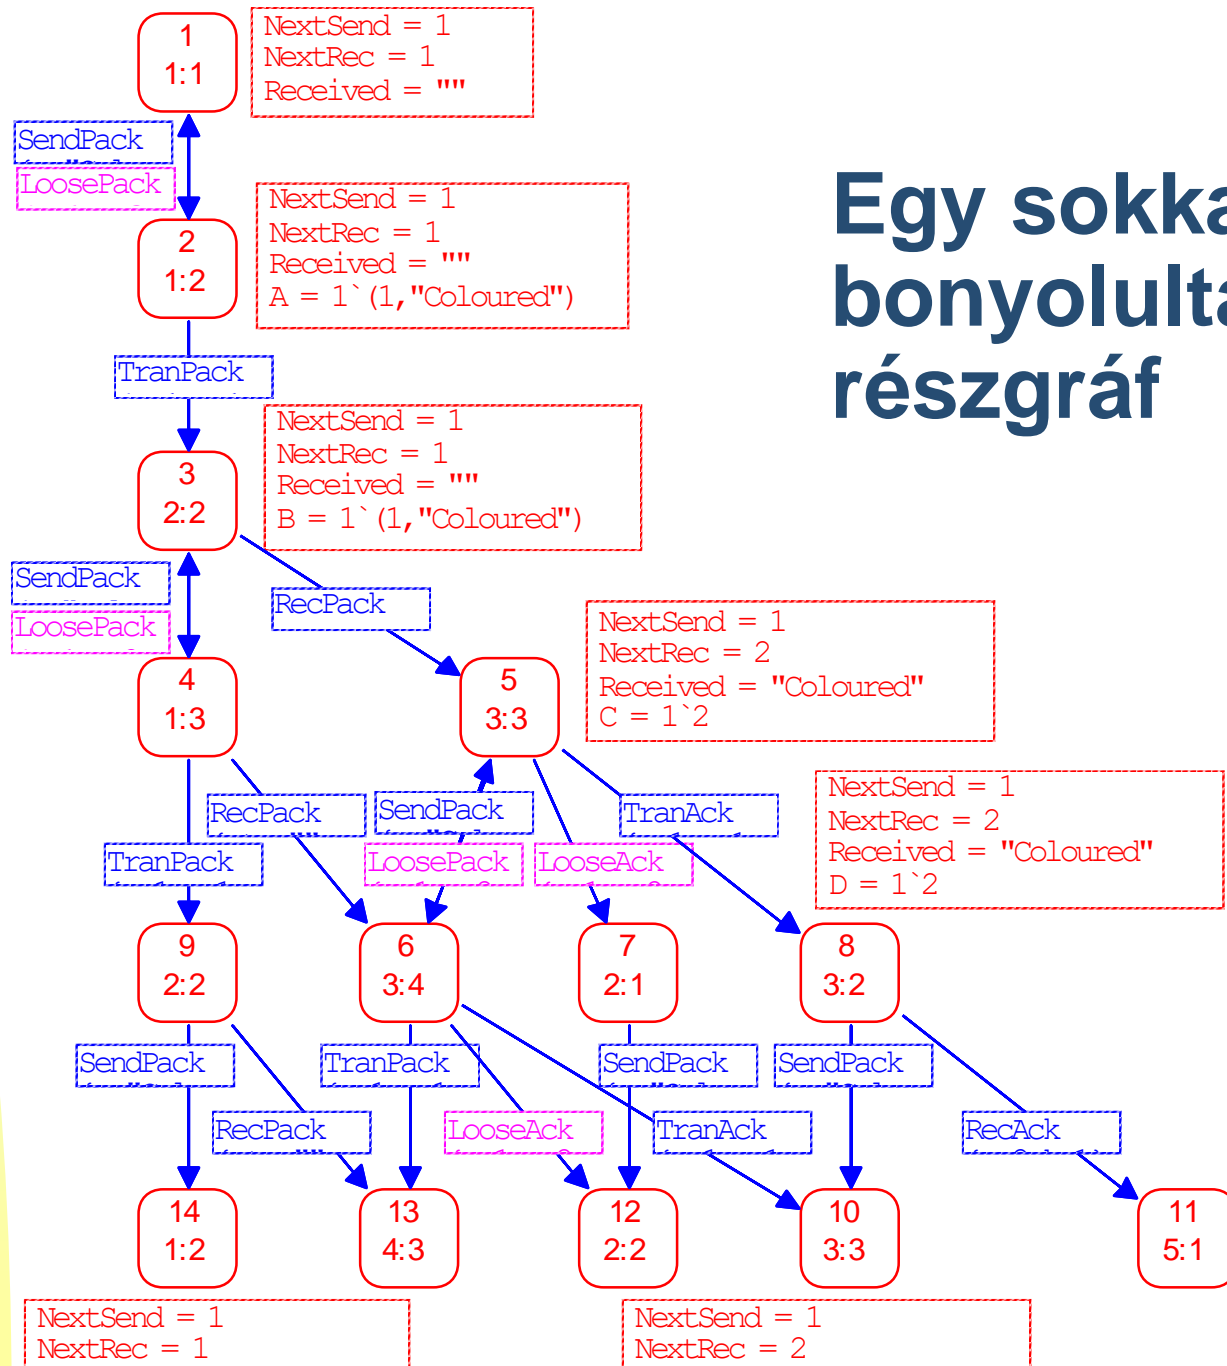 1
1:1
NextSend = 1
NextRec = 1
Received = ""
SendPack
LoosePack
Egy sokka
bonyolulta
részgráf
2
1:2
NextSend = 1
NextRec = 1
Received = ""
A = 1`(1,"Coloured")
TranPack
3
2:2
NextSend = 1
NextRec = 1
Received = ""
B = 1`(1,"Coloured")
SendPack
LoosePack
RecPack
4
1:3
5
3:3
NextSend = 1
NextRec = 2
Received = "Coloured"
C = 1`2
RecPack
SendPack
TranAck
TranPack
LoosePack
LooseAck
NextSend = 1
NextRec = 2
Received = "Coloured"
D = 1`2
9
2:2
6
3:4
7
2:1
8
3:2
SendPack
TranPack
SendPack
SendPack
RecPack
LooseAck
TranAck
RecAck
14
1:2
13
4:3
12
2:2
10
3:3
11
5:1
NextSend = 1
NextRec = 1
NextSend = 1
NextRec = 2